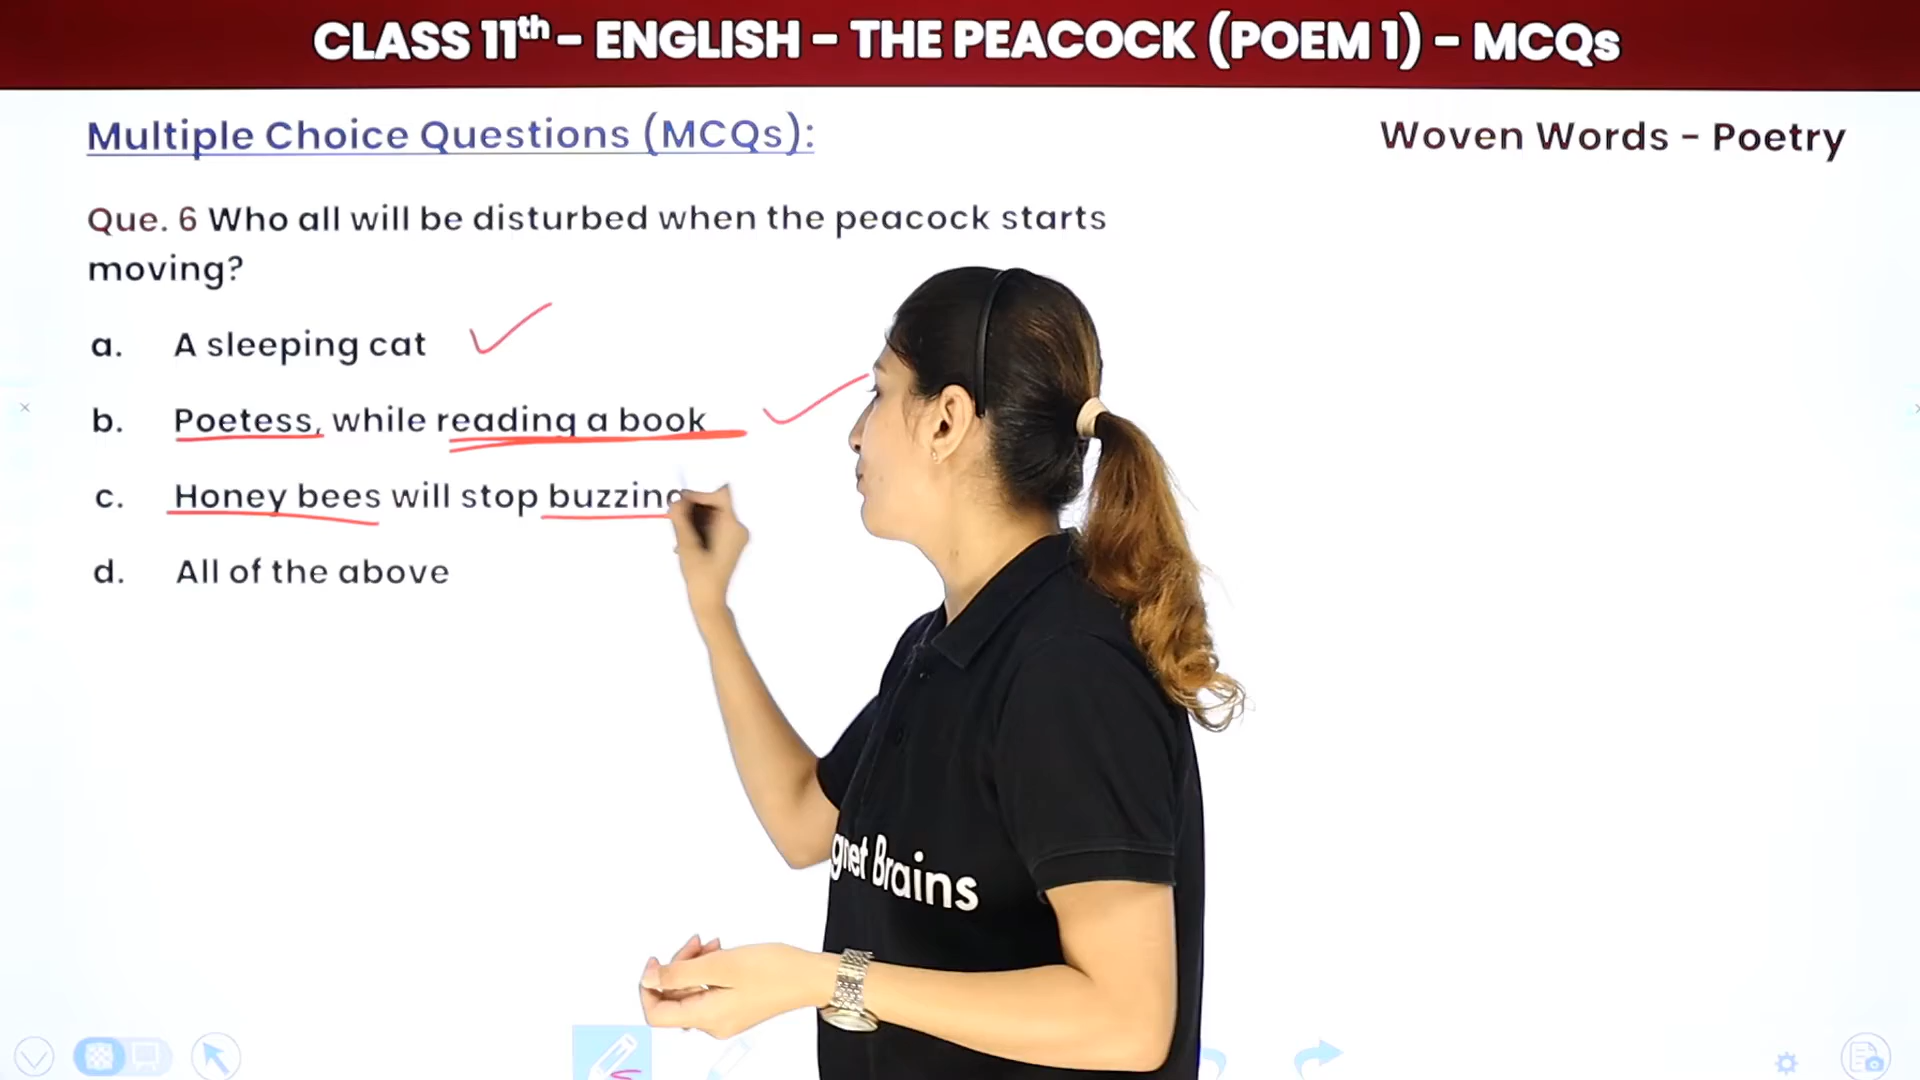 CLASS 11th - ENGLISH - THE PEACOCK (POEM 1) - MCQs
Multiple Choice Questions (MCQs):
Woven Words - Poetry
Que. 6 Who all will be disturbed when the peacock starts
moving?
a. A sleeping cat
b. Poetess, while reading a book
c. Honey bees will stop buzzing
d. All of the above
gnet Brains